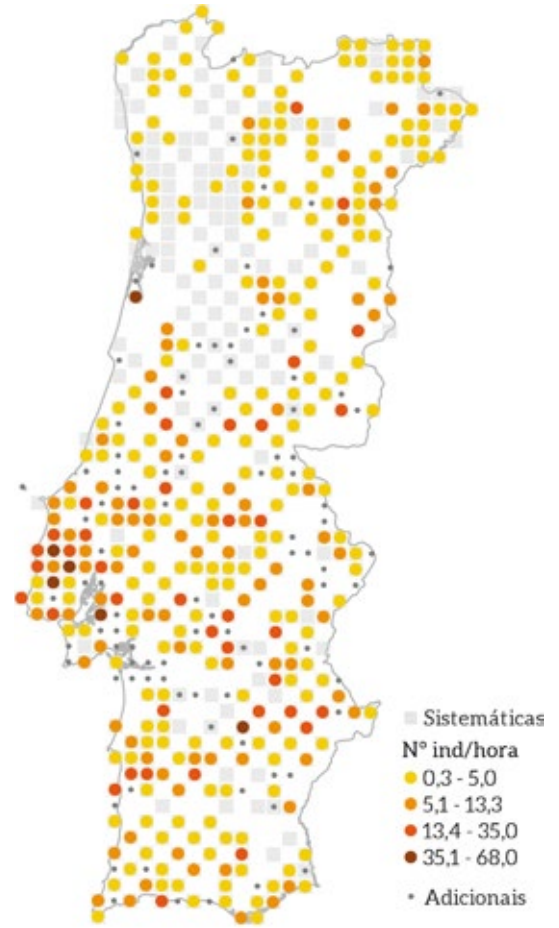 Sistemáticas
Nº ind/hora
0,3 - 5,0
5,1 - 13,3
13,4 - 35,0
35,1 - 68,0
Adicionais